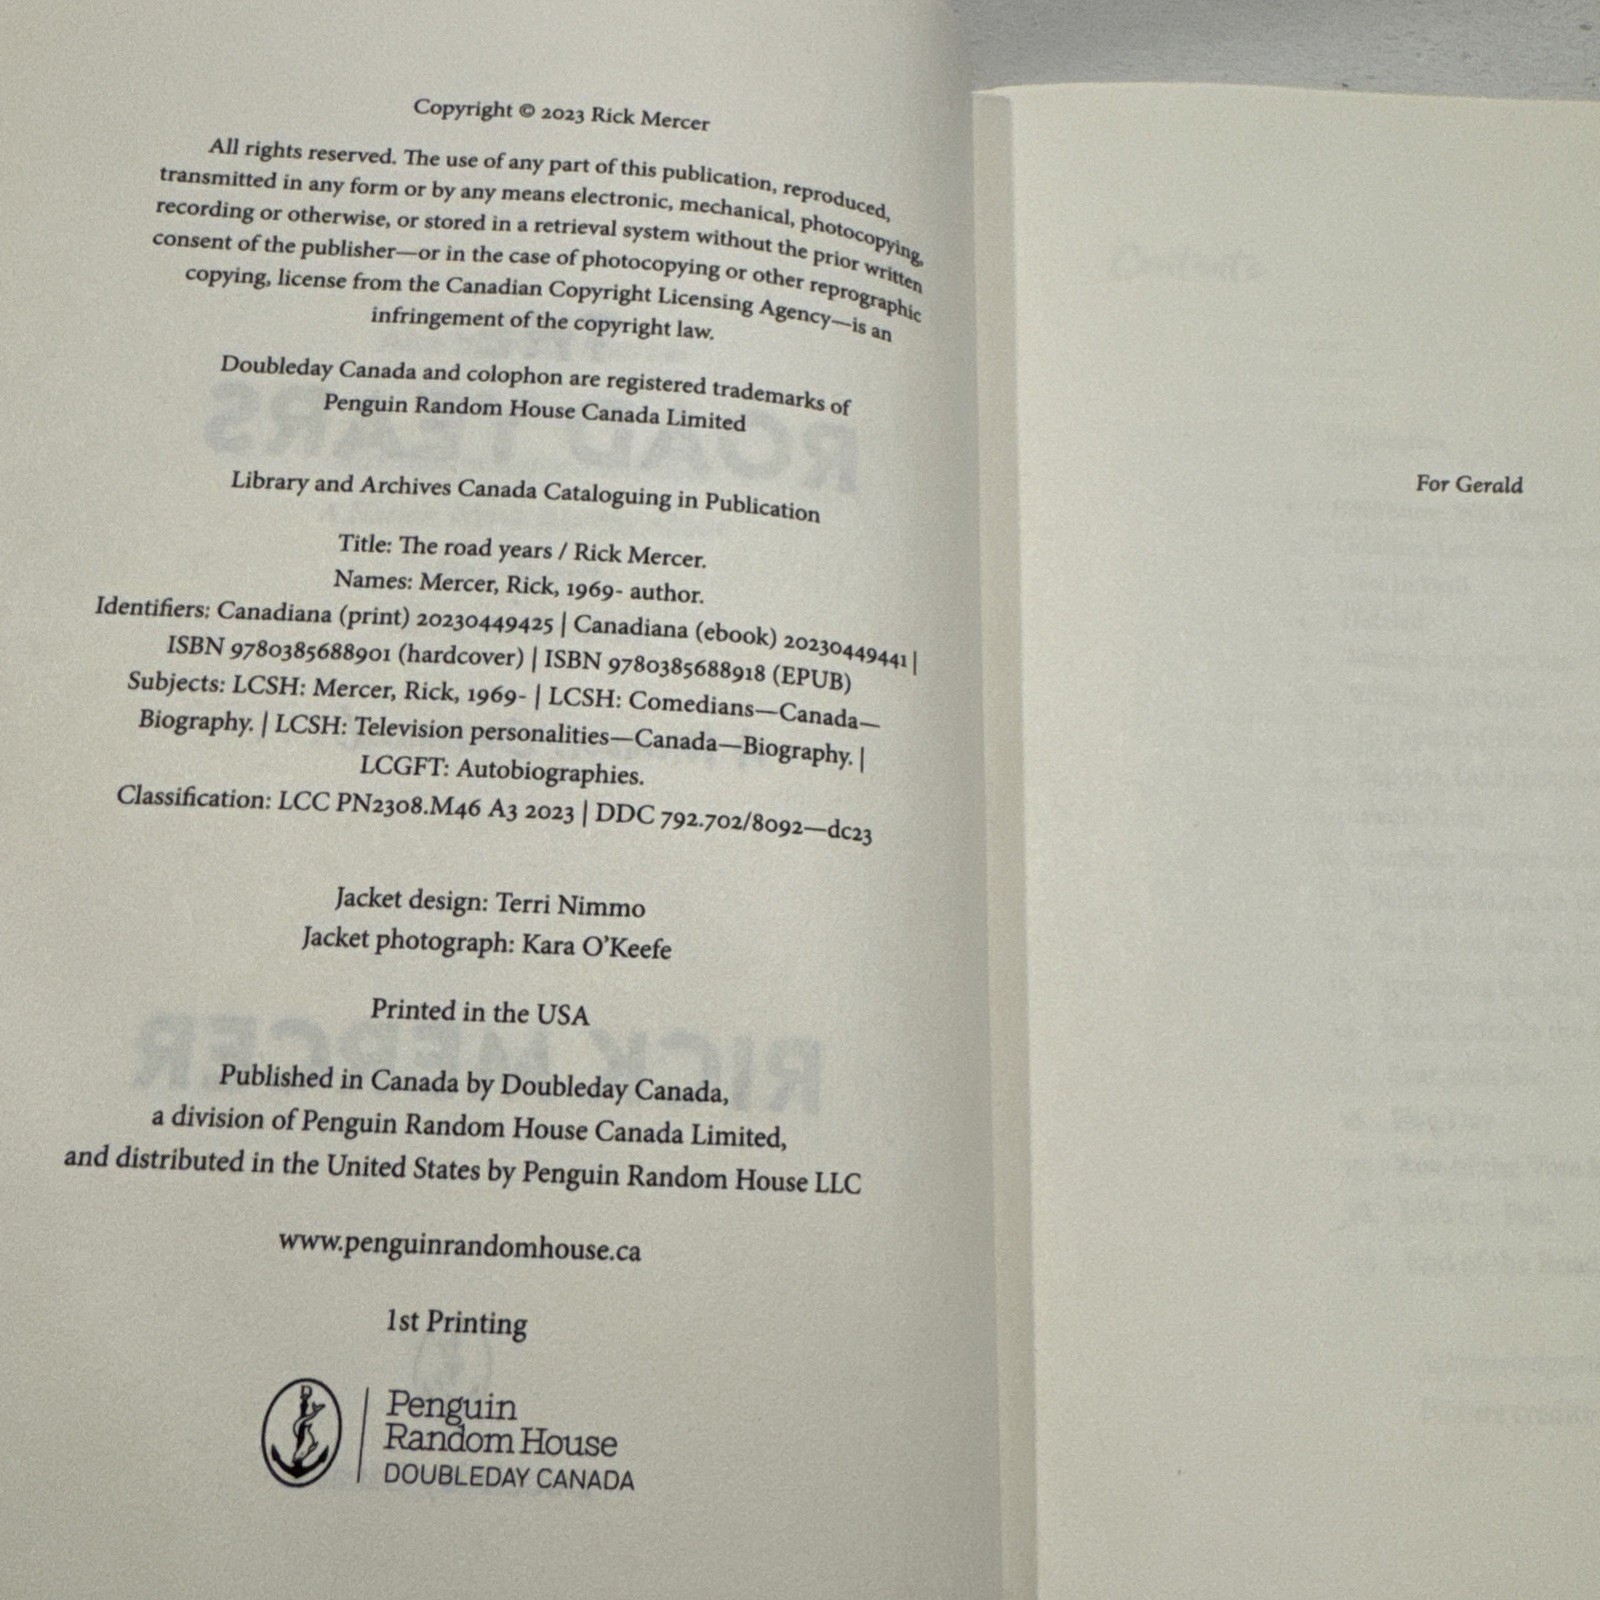 Copyright © 2023 Rick Mercer
All rights reserved. The use of any part of this publication, reproduced,
transmitted in any form or by any means electronic, mechanical, photocopying,
recording or otherwise, or stored in a retrieval system without the prior written
consent of the publisher—or in the case of photocopying or other reprographic
copying, license from the Canadian Copyright Licensing Agency—is an
infringement of the copyright law.
Doubleday Canada and colophon are registered trademarks of
Penguin Random House Canada Limited
Library and Archives Canada Cataloguing in Publication
Title: The road years / Rick Mercer.
Names: Mercer, Rick, 1969- author.
Identifiers: Canadiana (print) 20230449425 | Canadiana (ebook) 20230449441 |
ISBN 9780385688901 (hardcover) | ISBN 9780385688918 (EPUB)
Subjects: LCSH: Mercer, Rick, 1969- | LCSH: Comedians—Canada—
Biography. | LCSH: Television personalities—Canada—Biography. |
LCGFT: Autobiographies.
Classification: LCC PN2308.M46 A3 2023 | DDC 792.702/8092—dc23
Jacket design: Terri Nimmo
Jacket photograph: Kara O'Keefe
Printed in the USA
Published in Canada by Doubleday Canada,
a division of Penguin Random House Canada Limited,
and distributed in the United States by Penguin Random House LLC
www.penguinrandomhouse.ca
1st Printing
Penguin
Random House
DOUBLEDAY CANADA
For Gerald